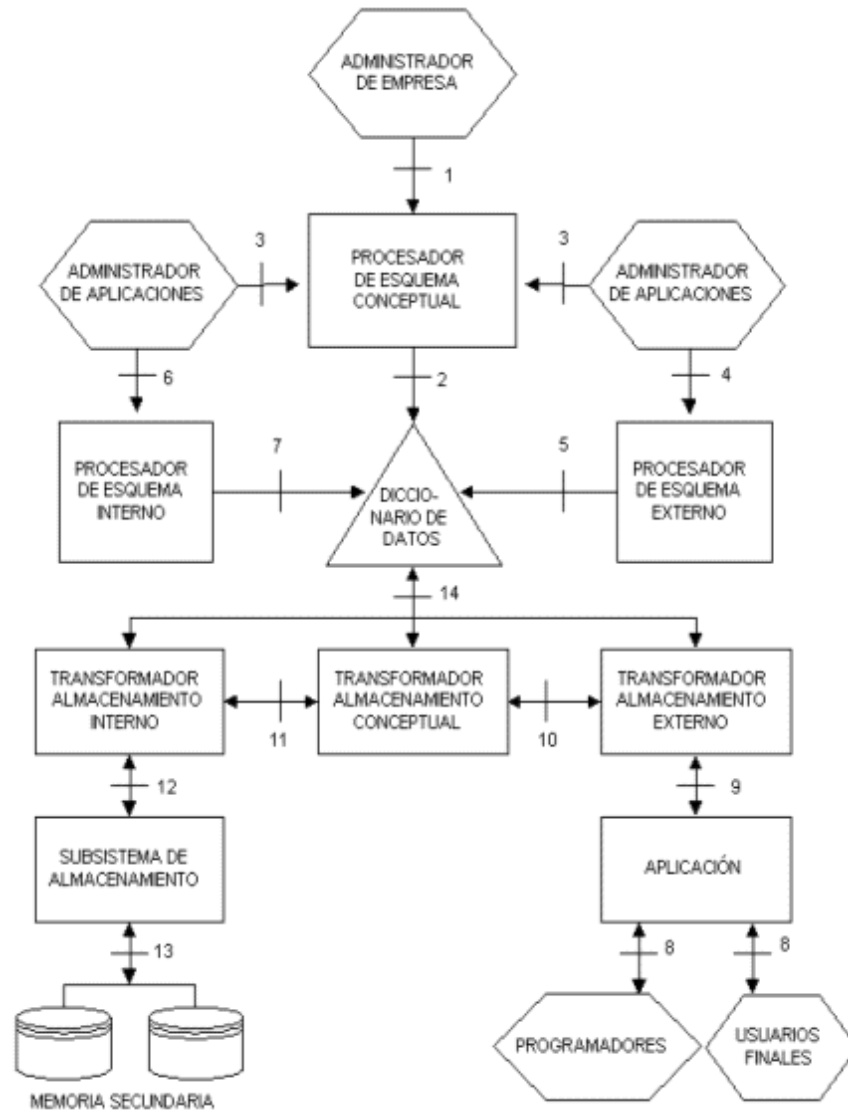 ADMINISTRADOR
DE EMPRESA
1
ADMINISTRADOR
DE APLICACIONES
3
PROCESADOR
DE ESQUEMA
CONCEPTUAL
3
ADMINISTRADOR
DE APLICACIONES
6
2
4
PROCESADOR
DE ESQUEMA
INTERNO
7
DICCIO-
NARIO DE
DATOS
5
PROCESADOR
DE ESQUEMA
EXTERNO
14
TRANSFORMADOR
ALMACENAMIENTO
INTERNO
11
TRANSFORMADOR
ALMACENAMIENTO
CONCEPTUAL
10
TRANSFORMADOR
ALMACENAMIENTO
EXTERNO
12
9
SUBSISTEMA DE
ALMACENAMIENTO
APLICACIÓN
13
8
8
MEMORIA SECUNDARIA
PROGRAMADORES
USUARIOS
FINALES